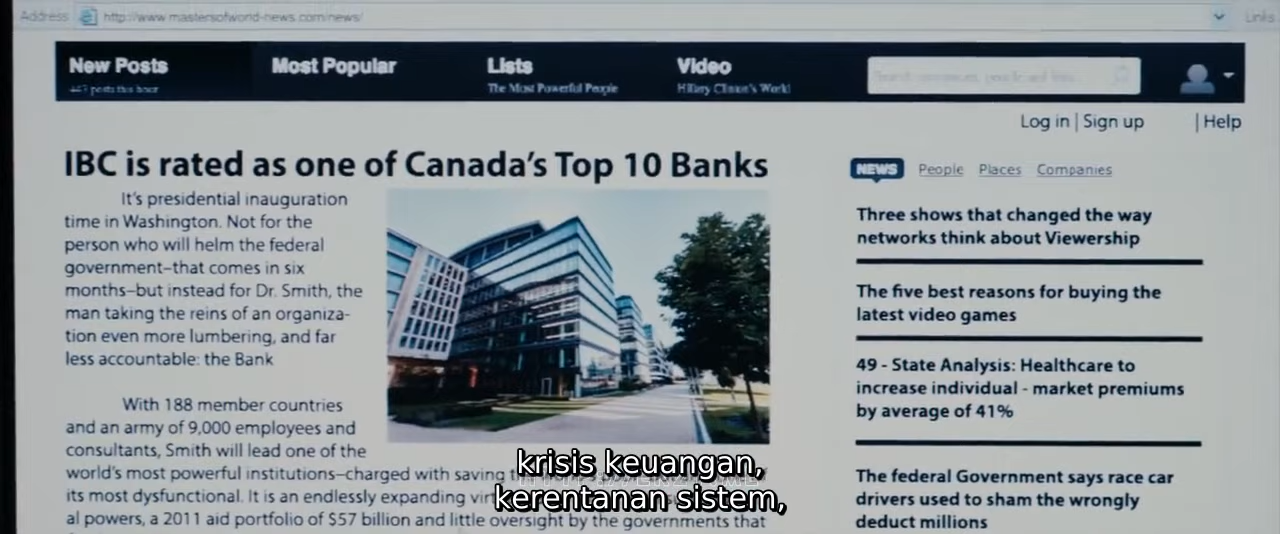 Address http://www.mastersofworld-news.com/news/ Links
New Posts Most Popular Lists Video
447 posts this hour The Most Powerful People Hillary Clinton's World
Log in | Sign up | Help
IBC is rated as one of Canada's Top 10 Banks
It's presidential inauguration
time in Washington. Not for the
person who will helm the federal
government–that comes in six
months–but instead for Dr. Smith, the
man taking the reins of an organiza-
tion even more lumbering, and far
less accountable: the Bank
With 188 member countries
and an army of 9,000 employees and
consultants, Smith will lead one of the
world's most powerful institutions–charged with saving
its most dysfunctional. It is an endlessly expanding
al powers, a 2011 aid portfolio of $57 billion and little oversight by the governments that
NEWS People Places Companies
Three shows that changed the way
networks think about Viewership
The five best reasons for buying the
latest video games
49 - State Analysis: Healthcare to
increase individual - market premiums
by average of 41%
The federal Government says race car
drivers used to sham the wrongly
deduct millions
krisis keuangan,
kerentanan sistem,